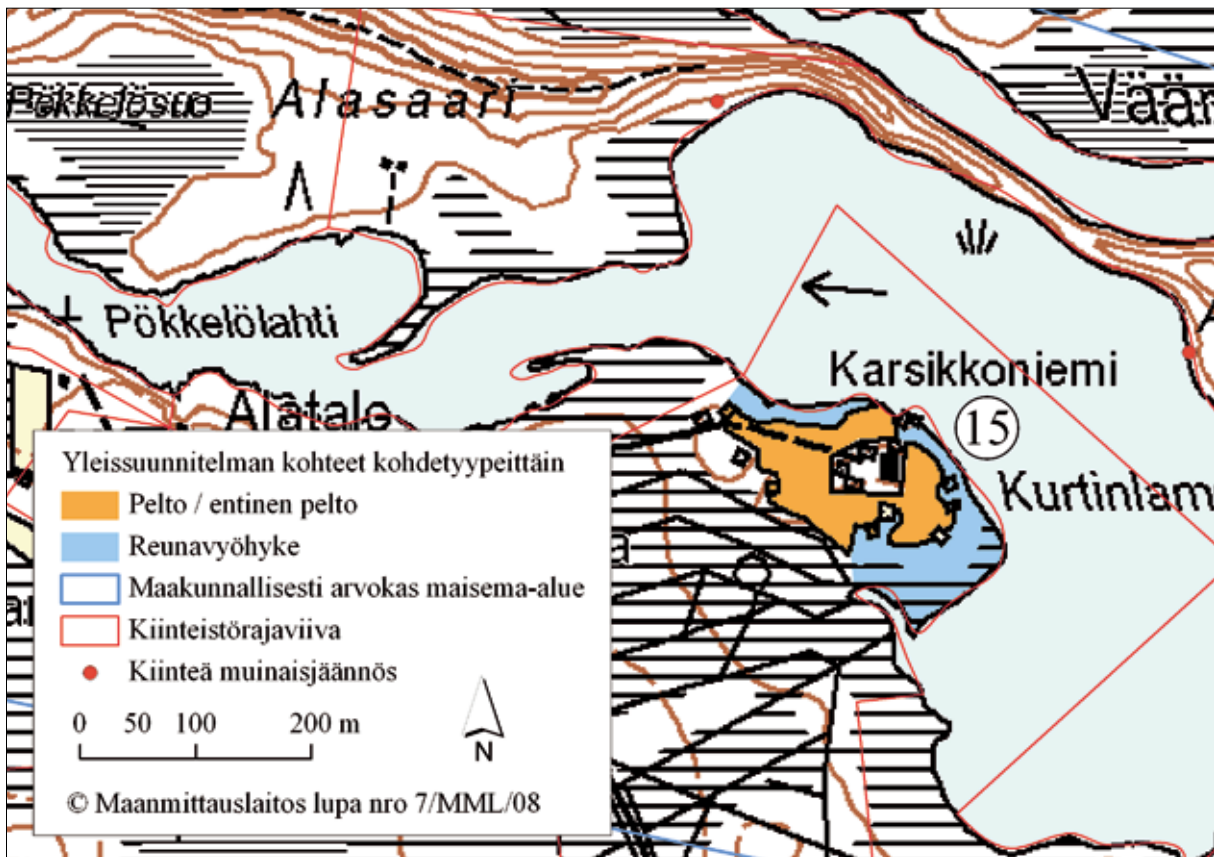 Pökkelösuo
Alasaari
Väär
Pökkelölahti
Karsikkoniemi
15
Kurtinlam
Alatalo
Yleissuunnitelman kohteet kohdetyypeittäin
Pelto / entinen pelto
Reunavyöhyke
Maakunnallisesti arvokas maisema-alue
Kiinteistörajaviiva
Kiinteä muinaisjäännös
0 50 100 200 m
N
© Maanmittauslaitos lupa nro 7/MML/08